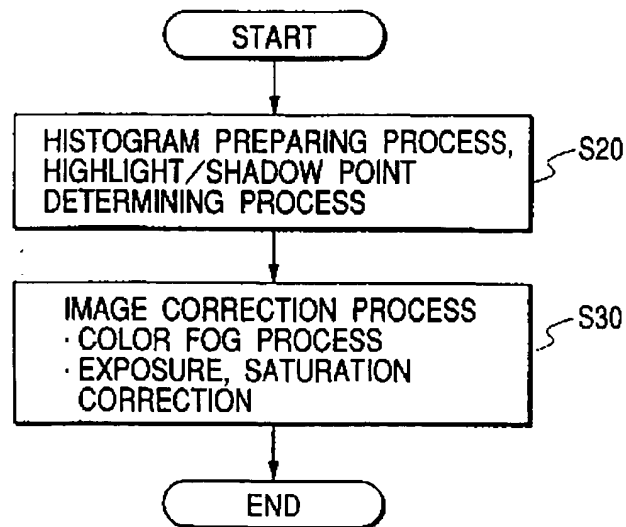 START
HISTOGRAM PREPARING PROCESS,
HIGHLIGHT/SHADOW POINT
DETERMINING PROCESS
S20
IMAGE CORRECTION PROCESS
· COLOR FOG PROCESS
· EXPOSURE, SATURATION
CORRECTION
S30
END